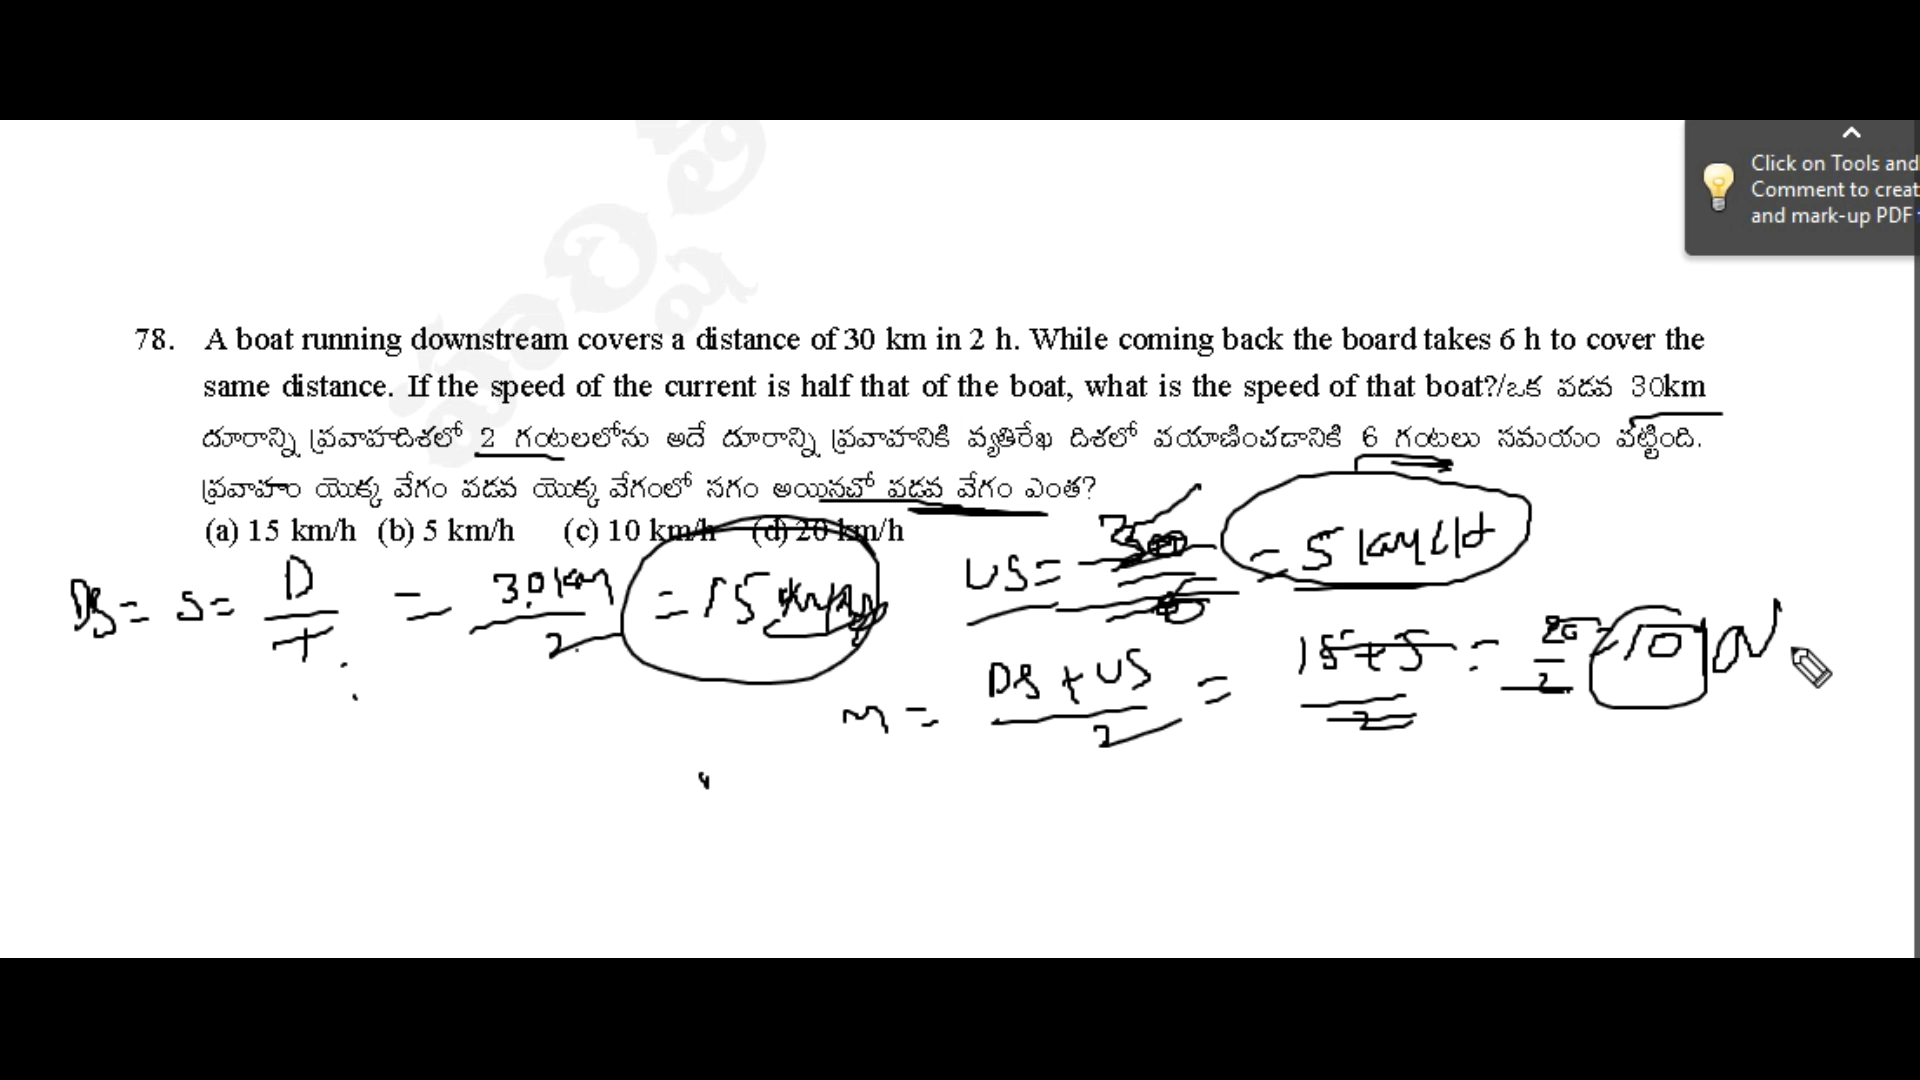 Click on Tools and
Comment to creat
and mark-up PDF
78. A boat running downstream covers a distance of 30 km in 2 h. While coming back the board takes 6 h to cover the
same distance. If the speed of the current is half that of the boat, what is the speed of that boat?/ఒక పడవ 30km
దూరాన్ని ప్రవాహదిశలో 2 గంటలలోను అదే దూరాన్ని ప్రవాహానికి వ్యతిరేఖ దిశలో పయాణించడానికి 6 గంటలు సమయం పట్టింది.
ప్రవాహం యొక్క వేగం పడవ యొక్క వేగంలో సగం అయినచో పడవ వేగం ఎంత?
(a) 15 km/h (b) 5 km/h (c) 10 km/h (d) 20 km/h
DS = S = D/T = 30km/2 = 15
US = = 5
m = DS + US/2 = 15+5/2 = 20/2 = 10